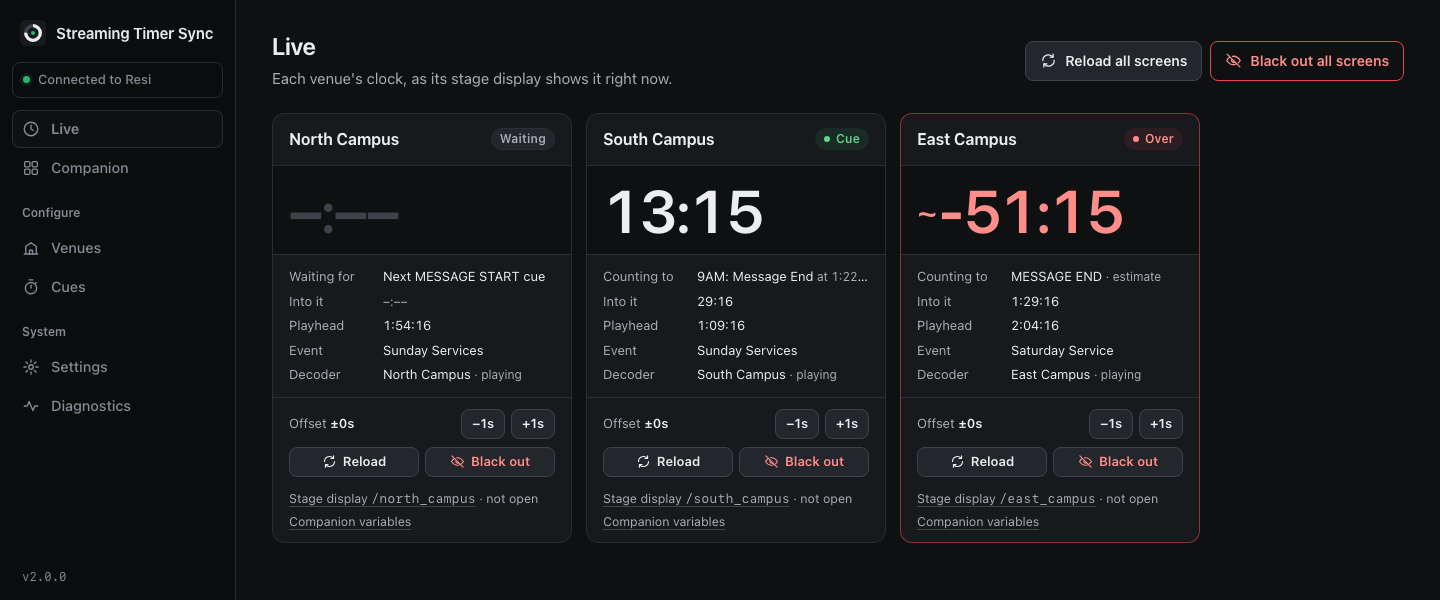 Streaming Timer Sync
Connected to Resi
Live
Companion
Configure
Venues
Cues
System
Settings
Diagnostics
v2.0.0
Live
Each venue's clock, as its stage display shows it right now.
Reload all screens
Black out all screens
North Campus
Waiting
—:——
Waiting for Next MESSAGE START cue
Into it –:––
Playhead 1:54:16
Event Sunday Services
Decoder North Campus · playing
Offset ±0s
−1s
+1s
Reload
Black out
Stage display /north_campus · not open
Companion variables
South Campus
Cue
13:15
Counting to 9AM: Message End at 1:22…
Into it 29:16
Playhead 1:09:16
Event Sunday Services
Decoder South Campus · playing
Offset ±0s
−1s
+1s
Reload
Black out
Stage display /south_campus · not open
Companion variables
East Campus
Over
~-51:15
Counting to MESSAGE END · estimate
Into it 1:29:16
Playhead 2:04:16
Event Saturday Service
Decoder East Campus · playing
Offset ±0s
−1s
+1s
Reload
Black out
Stage display /east_campus · not open
Companion variables